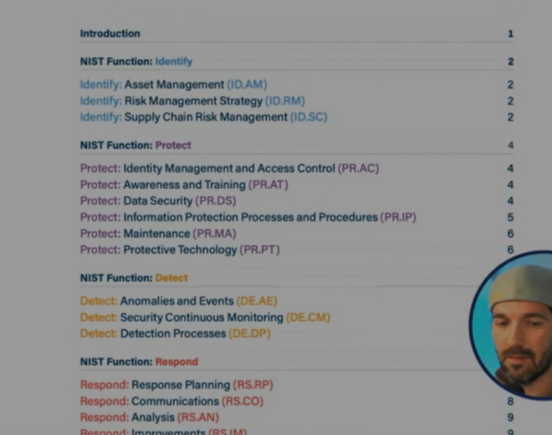 Introduction 1
NIST Function: Identify 2
Identify: Asset Management (ID.AM) 2
Identify: Risk Management Strategy (ID.RM) 2
Identify: Supply Chain Risk Management (ID.SC) 2
NIST Function: Protect 4
Protect: Identity Management and Access Control (PR.AC) 4
Protect: Awareness and Training (PR.AT) 4
Protect: Data Security (PR.DS) 4
Protect: Information Protection Processes and Procedures (PR.IP) 5
Protect: Maintenance (PR.MA) 6
Protect: Protective Technology (PR.PT) 6
NIST Function: Detect
Detect: Anomalies and Events (DE.AE)
Detect: Security Continuous Monitoring (DE.CM)
Detect: Detection Processes (DE.DP)
NIST Function: Respond
Respond: Response Planning (RS.RP)
Respond: Communications (RS.CO) 8
Respond: Analysis (RS.AN) 9
Respond: Improvements (RS.IM) 9